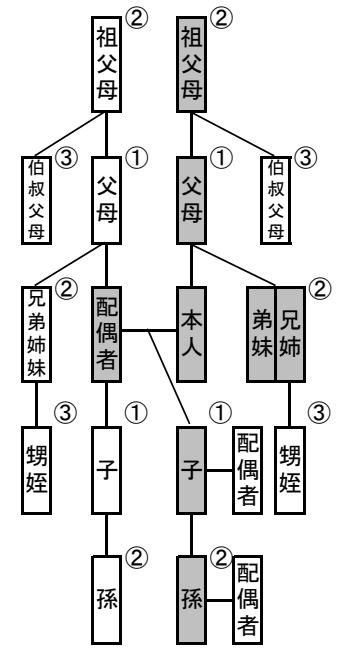 ② ②
祖父母 祖父母
③ ① ① ③
伯叔父母 父母 父母 伯叔父母
② ②
兄弟姉妹 配偶者 本人 弟妹 兄姉
③ ① ① ③
甥姪 子 子 配偶者 甥姪
② ②
孫 孫 配偶者